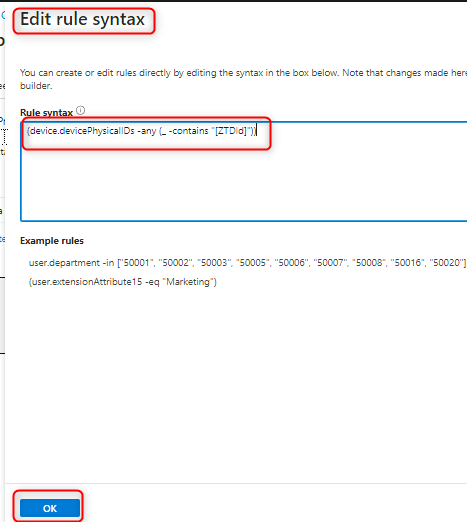 Edit rule syntax
You can create or edit rules directly by editing the syntax in the box below. Note that changes made here
builder.
Rule syntax
(device.devicePhysicalIDs -any (_ -contains "[ZTDId]"))
Example rules
user.department -in ["50001", "50002", "50003", "50005", "50006", "50007", "50008", "50016", "50020"]
(user.extensionAttribute15 -eq "Marketing")
OK